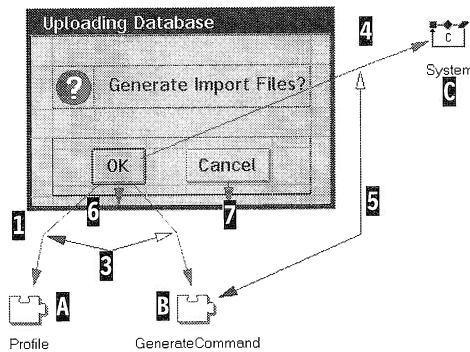 Uploading Database
4
C
System
C
? Generate Import Files?
OK Cancel
1
6
7
5
3
A
B
Profile
GenerateCommand